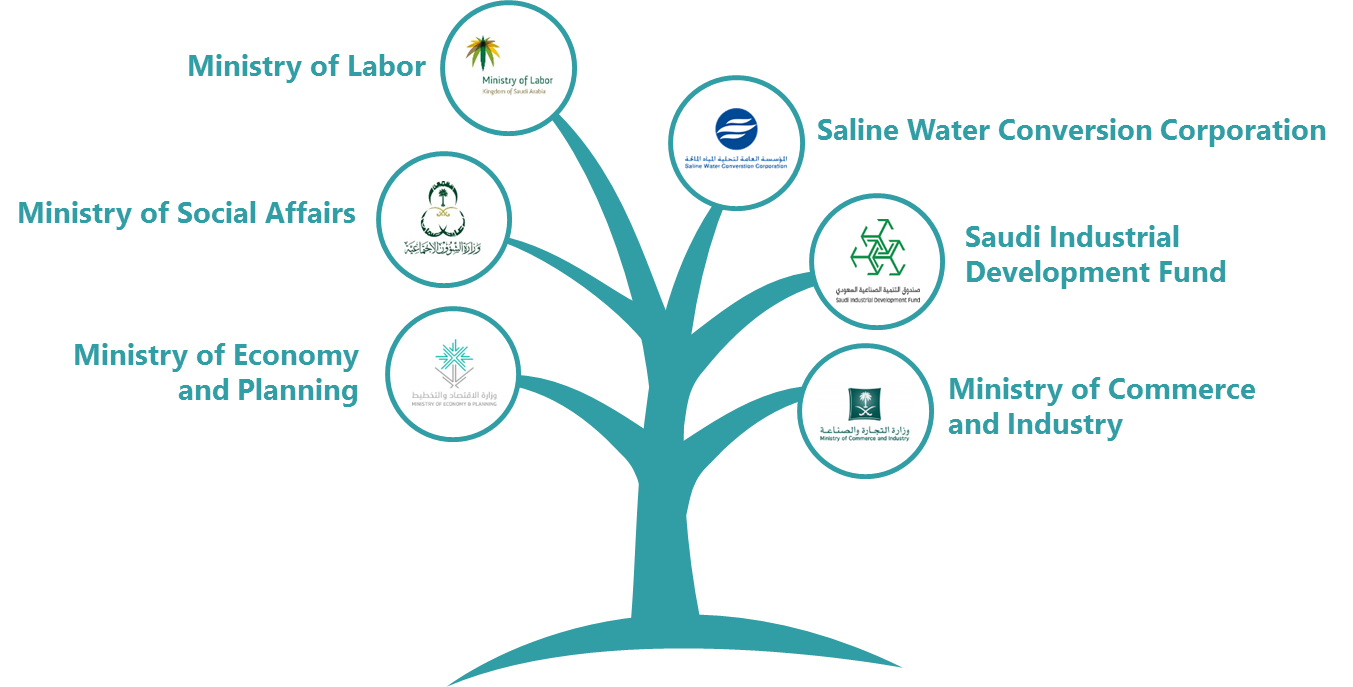 Ministry of Labor
Ministry of Labor
Kingdom of Saudi Arabia
المؤسسة العامة لتحلية المياه المالحة
Saline Water Converation Corporation
Saline Water Conversion Corporation
Ministry of Social Affairs
وزارة الشؤون الاجتماعية
صندوق التنمية الصناعية السعودي
Saudi Industrial Development Fund
Saudi Industrial
Development Fund
Ministry of Economy
and Planning
وزارة الاقتصاد والتخطيط
MINISTRY OF ECONOMY & PLANNING
وزارة التجارة والصناعة
Ministry of Commerce and Industry
Ministry of Commerce
and Industry